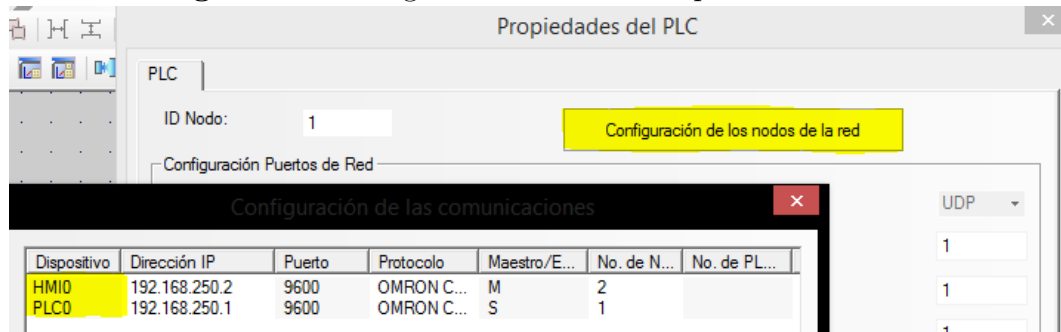 Propiedades del PLC
PLC
ID Nodo: 1
Configuración de los nodos de la red
Configuración Puertos de Red
Configuración de las comunicaciones
UDP
1
Dispositivo Dirección IP Puerto Protocolo Maestro/E... No. de N... No. de PL...
HMI0 192.168.250.2 9600 OMRON C... M 2
1
PLC0 192.168.250.1 9600 OMRON C... S 1